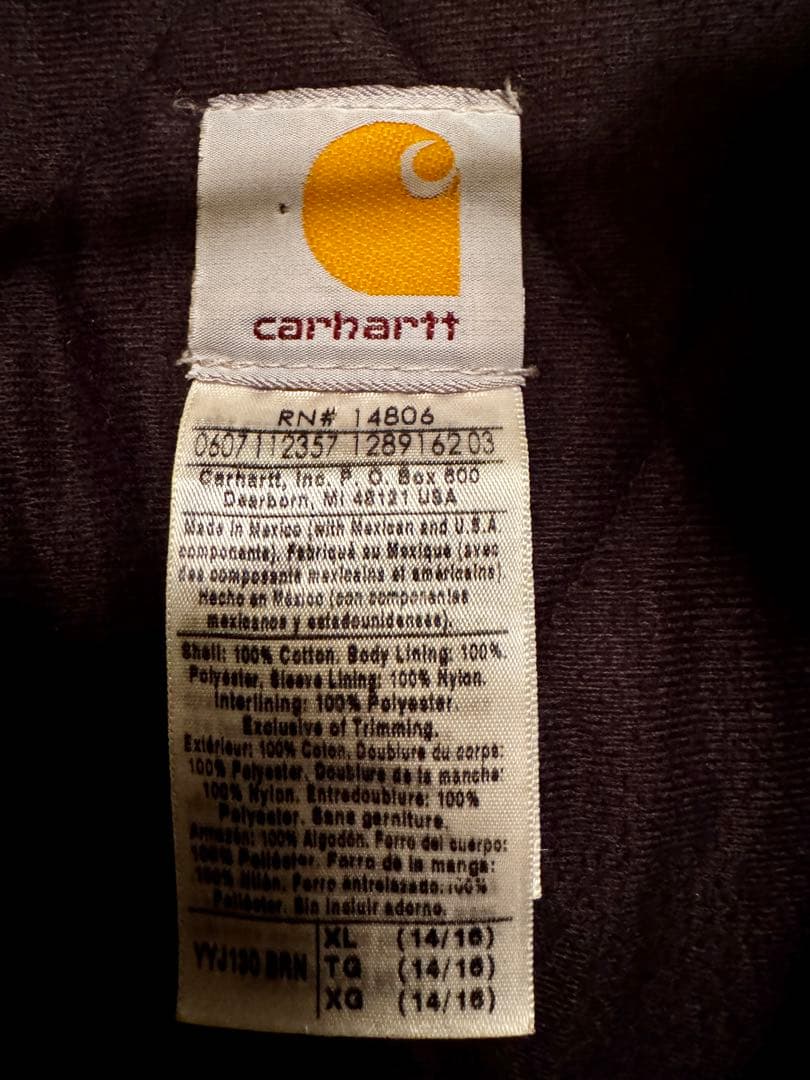 carhartt
RN# 14806
0607112357 1289162 03
Carhartt, Inc. P. O. Box 600
Dearborn, MI 48121 USA
Made in Mexico (with Mexican and U.S.A
components). Fabriqué au Mexique (avec
des composants mexicains et américains)
Hecho en México (con componentes
mexicanos y estadounidenses).
Shell: 100% Cotton. Body Lining: 100%.
Polyester, Sleeve Lining: 100% Nylon.
Interlining: 100% Polyester.
Exclusive of Trimming.
Extérieur: 100% Coton, Doublure du corps:
100% Polyester, Doublure de la manche:
100% Nylon. Entredoublure: 100%
Polyester. Sans garniture.
Armazón: 100% Algodón. Forro del cuerpo:
100% Poliéster. Forro de la manga:
100% Nilón. Forro entrelazado: 100%
Poliéster. Sin incluir adorno.
BRN
XL (14/16)
TG (14/16)
XG (14/16)